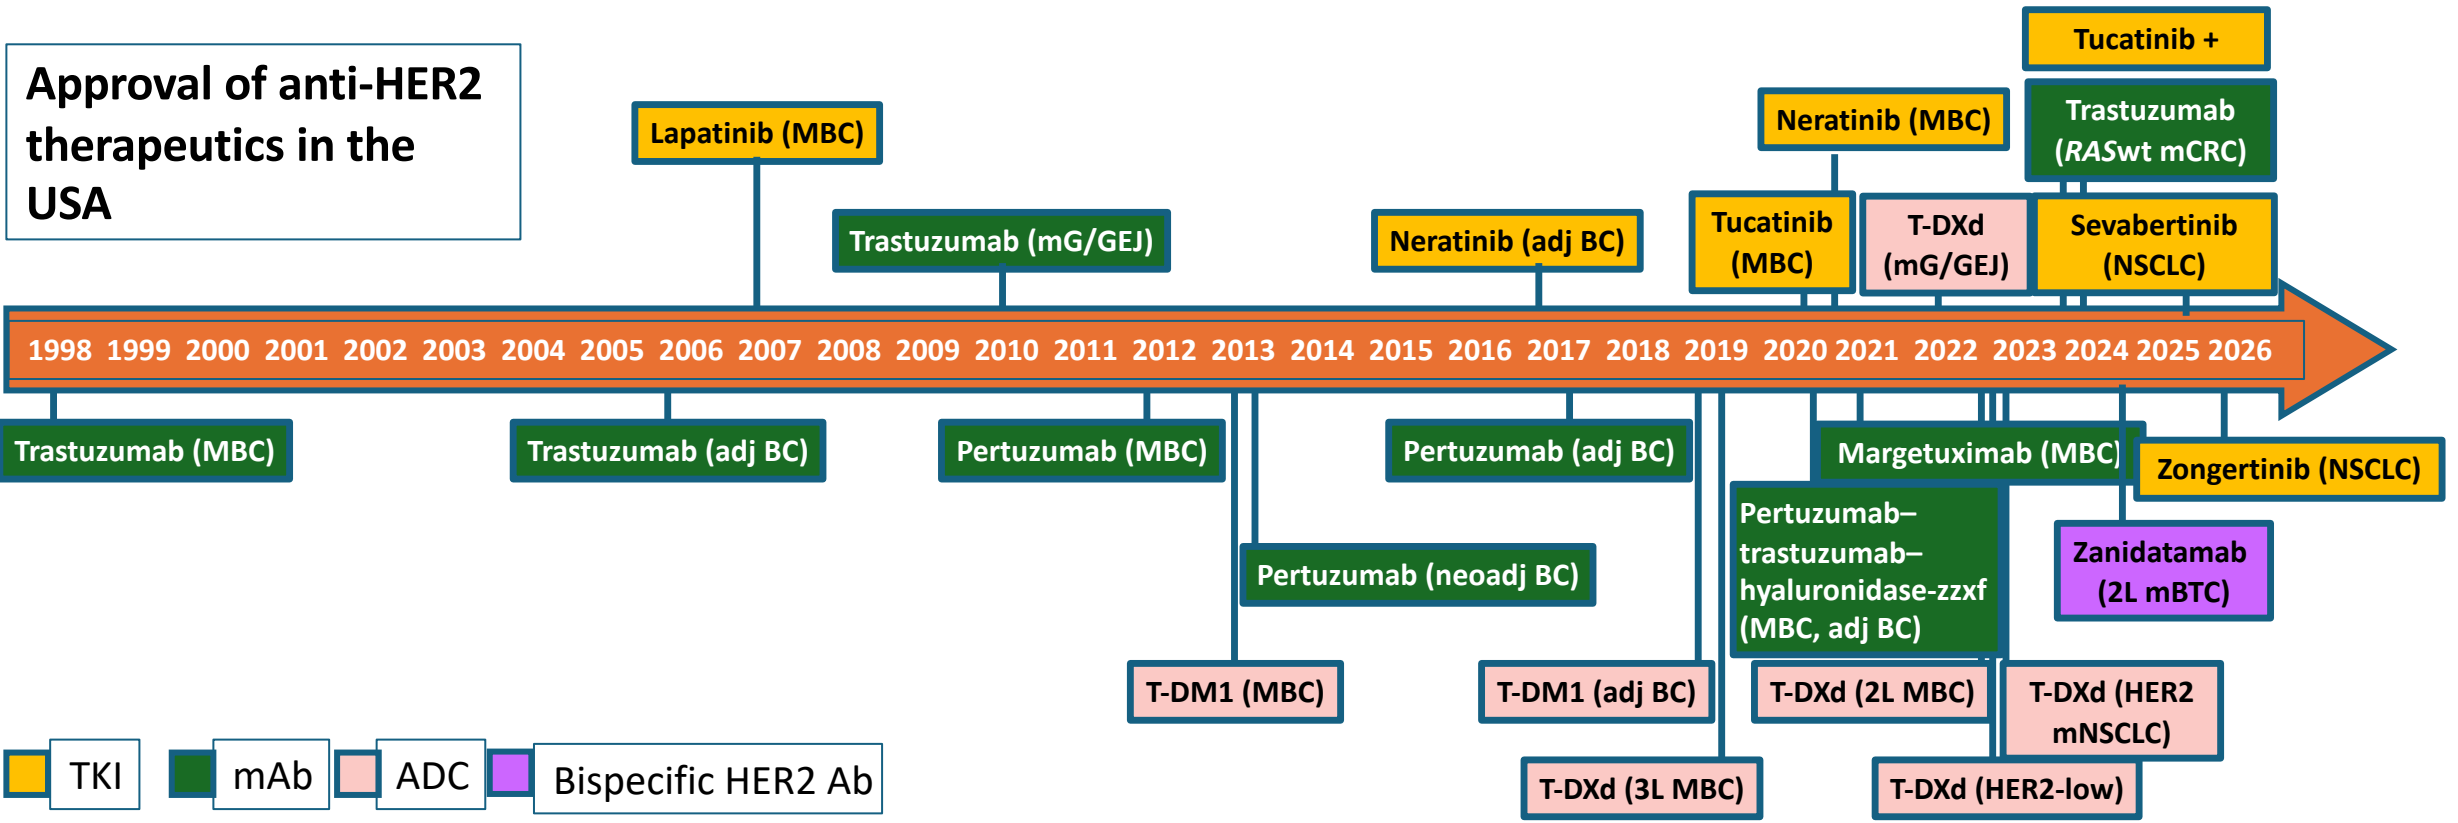 Approval of anti-HER2
therapeutics in the
USA
Lapatinib (MBC)
Trastuzumab (mG/GEJ)
Neratinib (adj BC)
Neratinib (MBC)
Tucatinib
(MBC)
T-DXd
(mG/GEJ)
Tucatinib +
Trastuzumab
(RASwt mCRC)
Sevabertinib
(NSCLC)
1998 1999 2000 2001 2002 2003 2004 2005 2006 2007 2008 2009 2010 2011 2012 2013 2014 2015 2016 2017 2018 2019 2020 2021 2022 2023 2024 2025 2026
Trastuzumab (MBC)
Trastuzumab (adj BC)
Pertuzumab (MBC)
Pertuzumab (adj BC)
Margetuximab (MBC)
Zongertinib (NSCLC)
Pertuzumab (neoadj BC)
Pertuzumab–
trastuzumab–
hyaluronidase-zzxf
(MBC, adj BC)
Zanidatamab
(2L mBTC)
T-DM1 (MBC)
T-DM1 (adj BC)
T-DXd (2L MBC)
T-DXd (HER2
mNSCLC)
T-DXd (3L MBC)
T-DXd (HER2-low)
TKI
mAb
ADC
Bispecific HER2 Ab